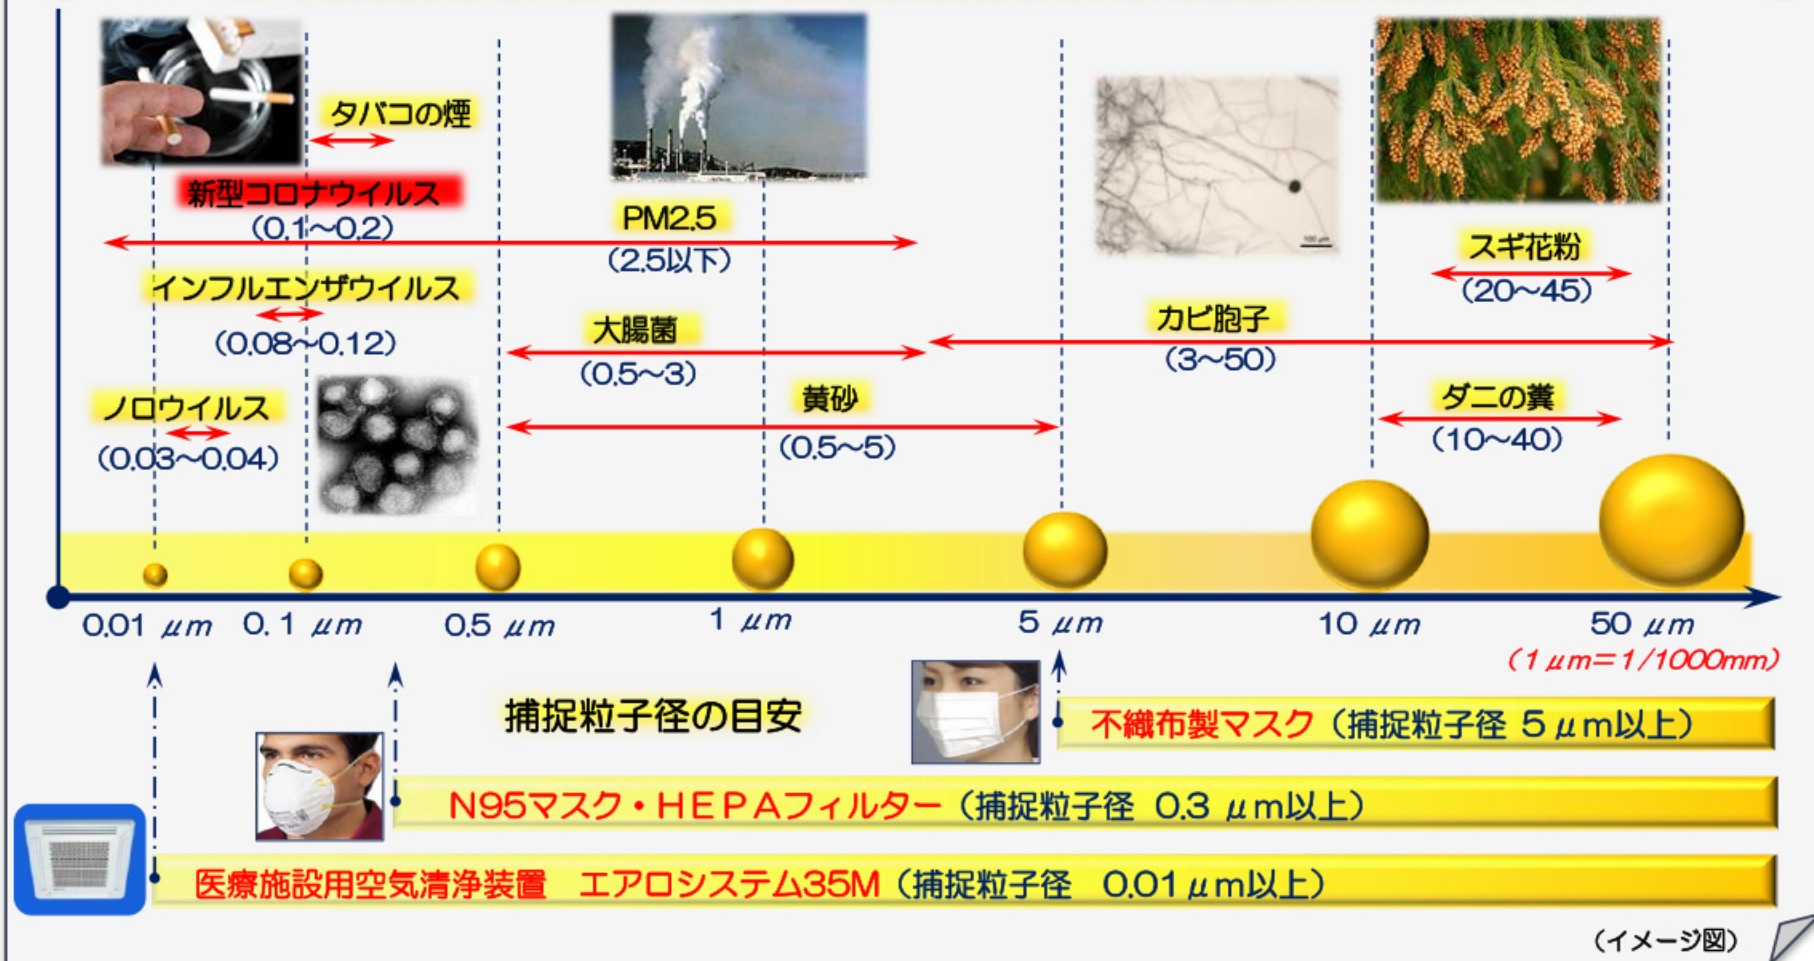 タバコの煙
新型コロナウイルス
(0.1〜0.2)
PM2.5
(2.5以下)
スギ花粉
(20〜45)
インフルエンザウイルス
(0.08〜0.12)
大腸菌
(0.5〜3)
カビ胞子
(3〜50)
ノロウイルス
(0.03〜0.04)
黄砂
(0.5〜5)
ダニの糞
(10〜40)
100 μm
0.01 μm 0.1 μm 0.5 μm 1 μm 5 μm 10 μm 50 μm
(1μm=1/1000mm)
捕捉粒子径の目安
不織布製マスク(捕捉粒子径 5μm以上)
N95マスク・HEPAフィルター(捕捉粒子径 0.3 μm以上)
医療施設用空気清浄装置 エアロシステム35M(捕捉粒子径 0.01μm以上)
(イメージ図)